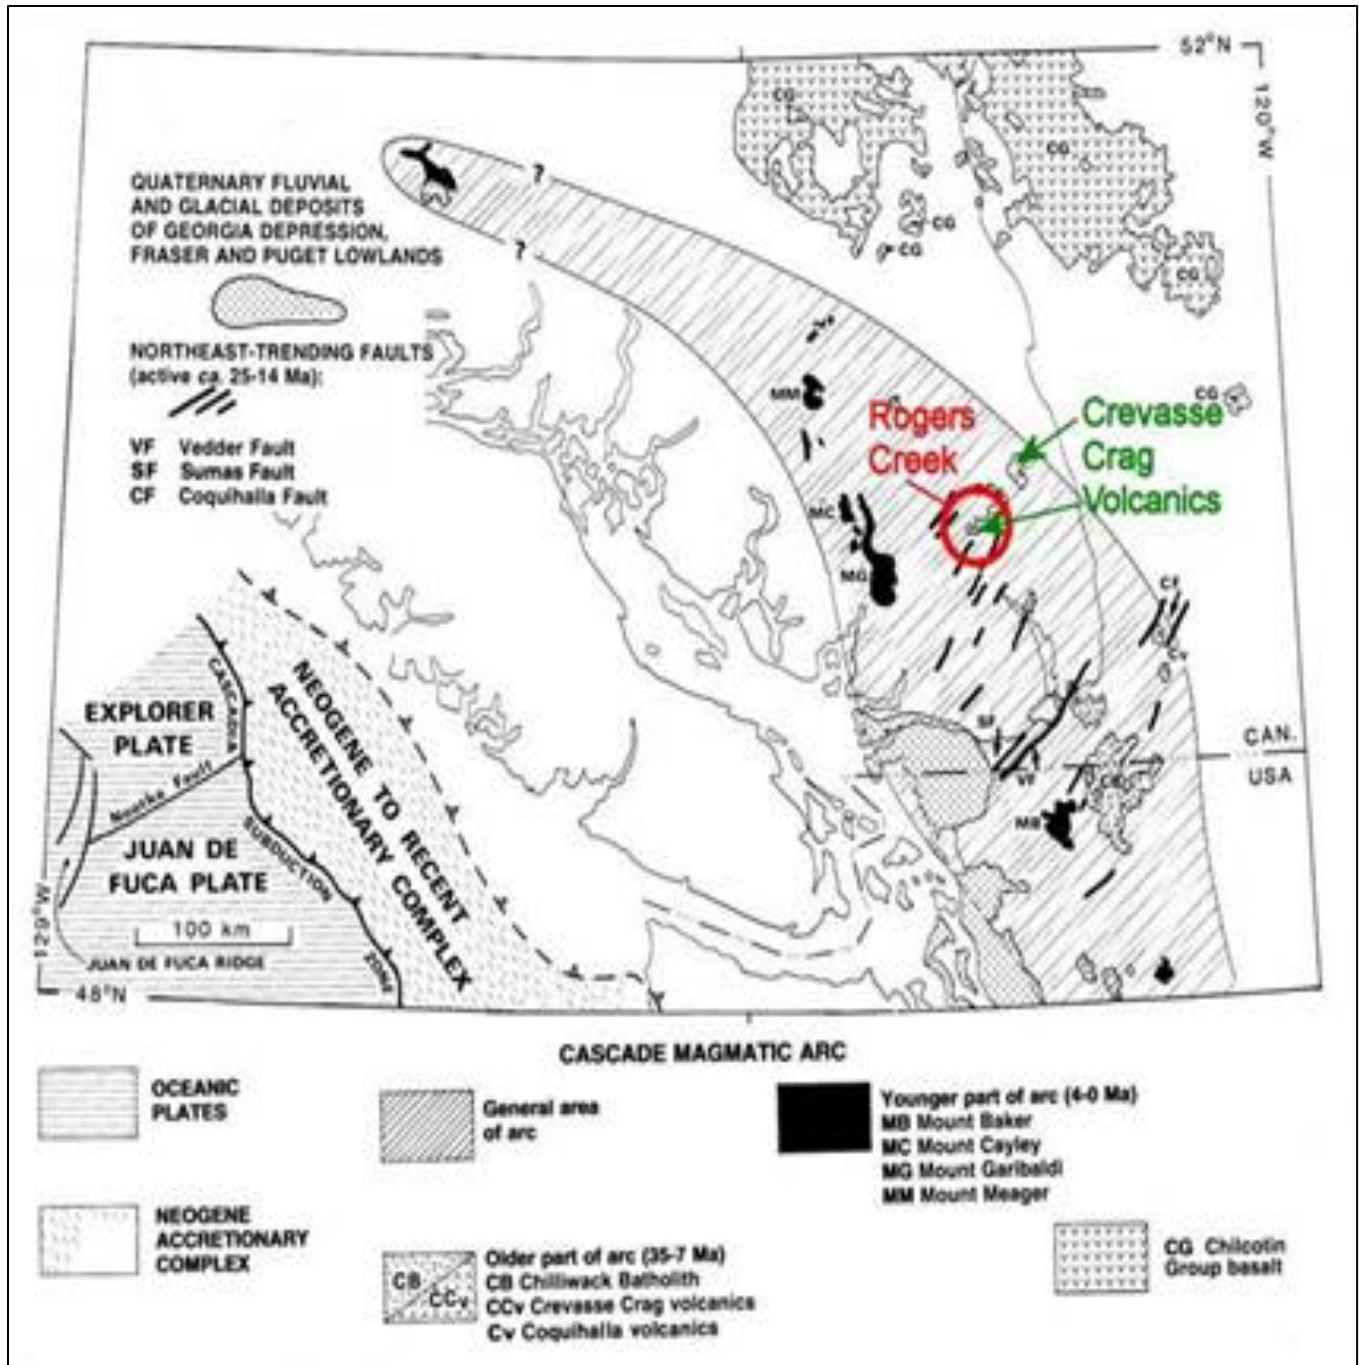 52°N
120°W
CG
CG
CG
CG
CG
CG
QUATERNARY FLUVIAL
AND GLACIAL DEPOSITS
OF GEORGIA DEPRESSION,
FRASER AND PUGET LOWLANDS
?
?
NORTHEAST-TRENDING FAULTS
(active ca. 25-14 Ma):
VF Vedder Fault
SF Sumas Fault
CF Coquihalla Fault
MM
Rogers
Creek
Crevasse
Crag
Volcanics
MC
MG
CF
SF
VF
CB
MB
CAN.
USA
EXPLORER
PLATE
Nootka Fault
JUAN DE
FUCA PLATE
100 km
JUAN DE FUCA RIDGE
CASCADIA
SUBDUCTION
ZONE
NEOGENE TO RECENT
ACCRETIONARY COMPLEX
129°W
48°N
CASCADE MAGMATIC ARC
OCEANIC
PLATES
General area
of arc
Younger part of arc (4-0 Ma)
MB Mount Baker
MC Mount Cayley
MG Mount Garibaldi
MM Mount Meager
NEOGENE
ACCRETIONARY
COMPLEX
CB
CCv
Older part of arc (35-7 Ma)
CB Chilliwack Batholith
CCv Crevasse Crag volcanics
Cv Coquihalla volcanics
CG Chilcotin
Group basalt